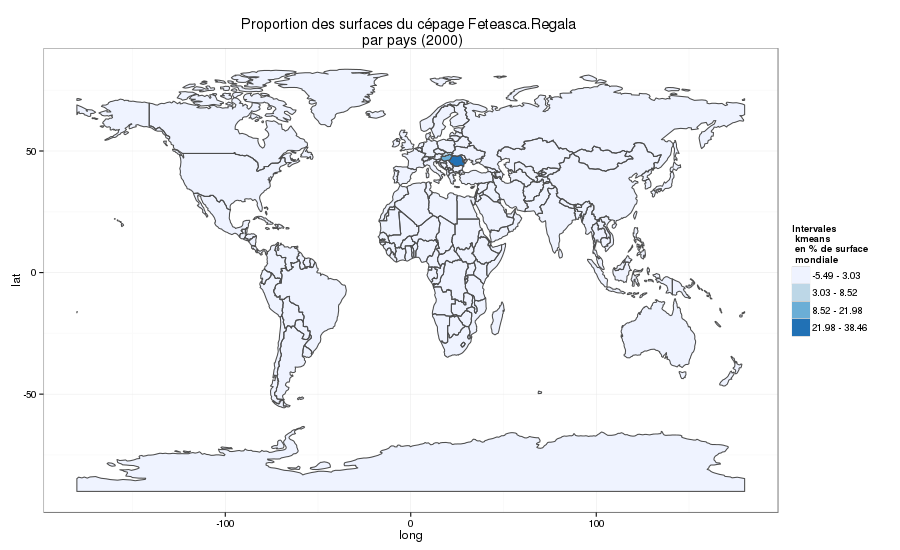 Proportion des surfaces du cépage Feteasca.Regala
par pays (2000)
50
0
-50
lat
-100
0
100
long
Intervales
kmeans
en % de surface
mondiale
-5.49 - 3.03
3.03 - 8.52
8.52 - 21.98
21.98 - 38.46